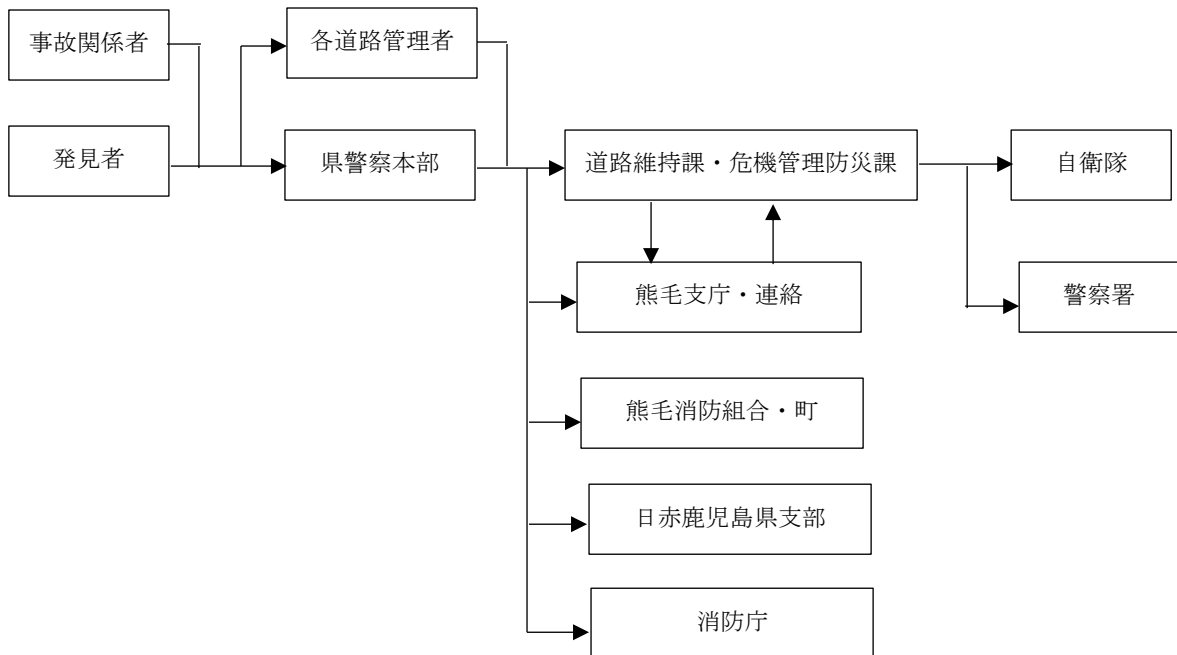 事故関係者
各道路管理者
発見者
県警察本部
道路維持課・危機管理防災課
自衛隊
熊毛支庁・連絡
警察署
熊毛消防組合・町
日赤鹿児島県支部
消防庁